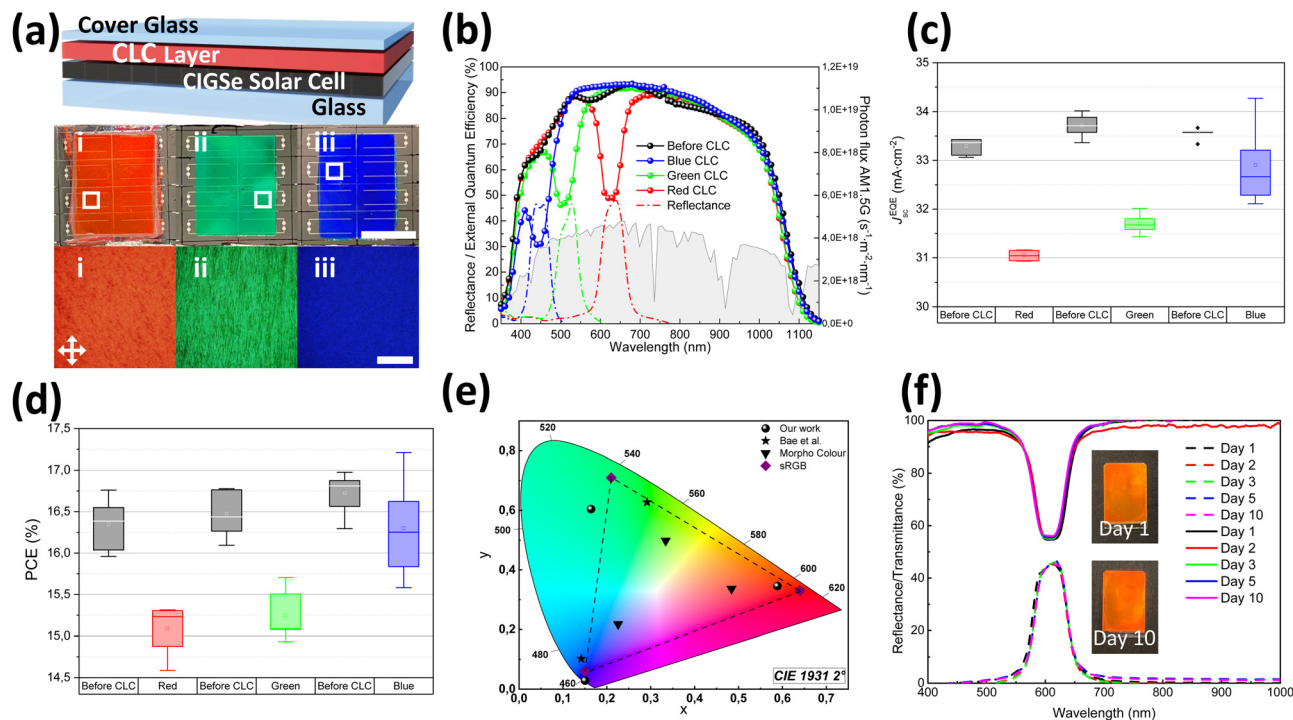 (a)
Cover Glass
CLC Layer
CIGSe Solar Cell
Glass
i
ii
iii
i
ii
iii
(b)
Reflectance / External Quantum Efficiency (%)
100
95
90
80
70
60
50
40
30
20
10
0
400 500 600 700 800 900 1000 1100
Wavelength (nm)
Before CLC
Blue CLC
Green CLC
Red CLC
Reflectance
1,2E+19
1,0E+19
8,0E+18
6,0E+18
4,0E+18
2,0E+18
0,0E+0
Photon flux AM1.5G (s⁻¹·m⁻²·nm⁻¹)
(c)
J_sc^EQE (mA·cm⁻²)
35
34
33
32
31
30
Before CLC Red Before CLC Green Before CLC Blue
(d)
PCE (%)
17,5
17,0
16,5
16,0
15,5
15,0
14,5
Before CLC Red Before CLC Green Before CLC Blue
(e)
y
0,8
0,6
0,4
0,2
0,0
0,0 0,1 0,2 0,3 0,4 0,5 0,6 0,7
x
520
540
560
580
600
620
500
480
460
Our work
Bae et al.
Morpho Colour
sRGB
CIE 1931 2°
(f)
Reflectance/Transmittance (%)
100
80
60
40
20
0
400 500 600 700 800 900 1000
Wavelength (nm)
Day 1
Day 2
Day 3
Day 5
Day 10
Day 1
Day 2
Day 3
Day 5
Day 10
Day 1
Day 10